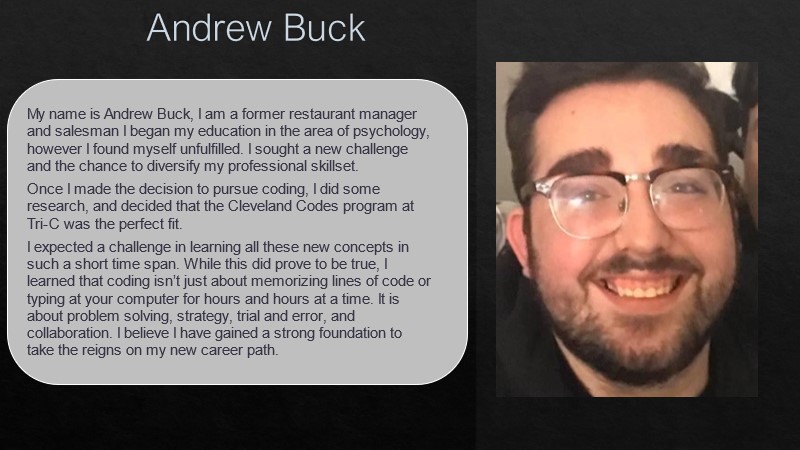 Andrew Buck
My name is Andrew Buck, I am a former restaurant manager
and salesman I began my education in the area of psychology,
however I found myself unfulfilled. I sought a new challenge
and the chance to diversify my professional skillset.
Once I made the decision to pursue coding, I did some
research, and decided that the Cleveland Codes program at
Tri-C was the perfect fit.
I expected a challenge in learning all these new concepts in
such a short time span. While this did prove to be true, I
learned that coding isn’t just about memorizing lines of code or
typing at your computer for hours and hours at a time. It is
about problem solving, strategy, trial and error, and
collaboration. I believe I have gained a strong foundation to
take the reigns on my new career path.